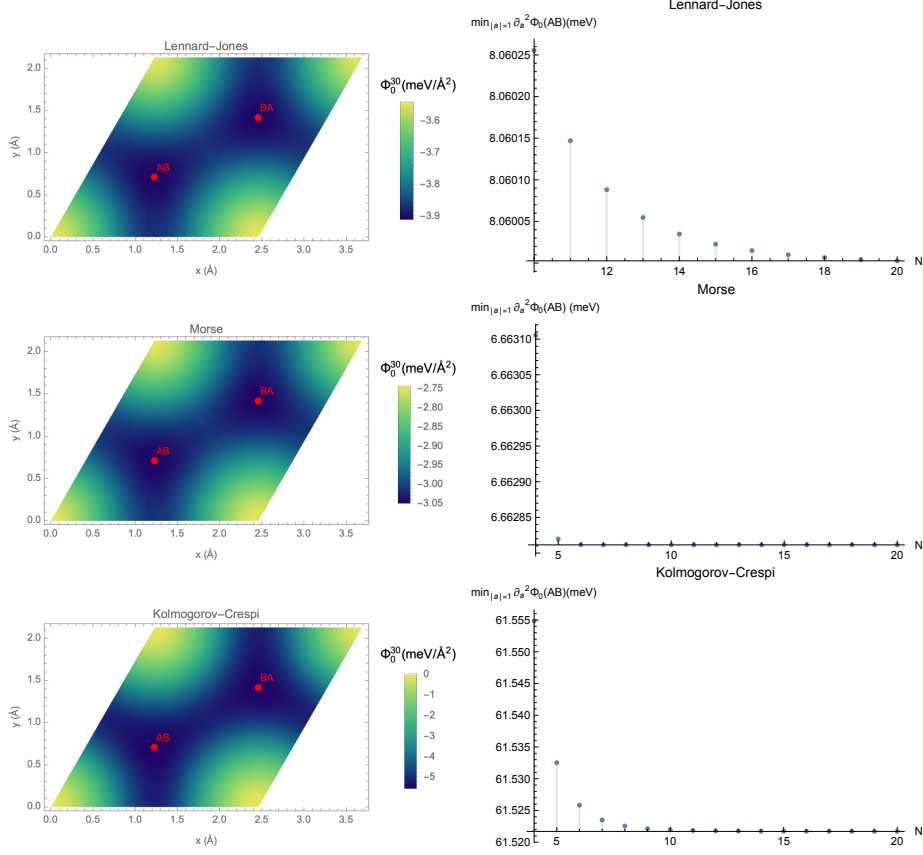 Lennard-Jones
Φ₀³⁰(meV/Å²)
2.0
1.5
1.0
0.5
0.0
y (Å)
BA
AB
0.0 0.5 1.0 1.5 2.0 2.5 3.0 3.5
x (Å)
-3.6
-3.7
-3.8
-3.9
Lennard-Jones
min|a|=1 ∂a²Φ0(AB)(meV)
8.06025
8.06020
8.06015
8.06010
8.06005
12 14 16 18 20
N
Morse
Φ₀³⁰(meV/Å²)
2.0
1.5
1.0
0.5
0.0
y (Å)
BA
AB
0.0 0.5 1.0 1.5 2.0 2.5 3.0 3.5
x (Å)
-2.75
-2.80
-2.85
-2.90
-2.95
-3.00
-3.05
Morse
min|a|=1 ∂a²Φ0(AB) (meV)
6.66310
6.66305
6.66300
6.66295
6.66290
6.66285
5 10 15 20
N
Kolmogorov-Crespi
Φ₀³⁰(meV/Å²)
2.0
1.5
1.0
0.5
0.0
y (Å)
BA
AB
0.0 0.5 1.0 1.5 2.0 2.5 3.0 3.5
x (Å)
0
-1
-2
-3
-4
-5
Kolmogorov-Crespi
min|a|=1 ∂a²Φ0(AB)(meV)
61.555
61.550
61.545
61.540
61.535
61.530
61.525
61.520
5 10 15 20
N